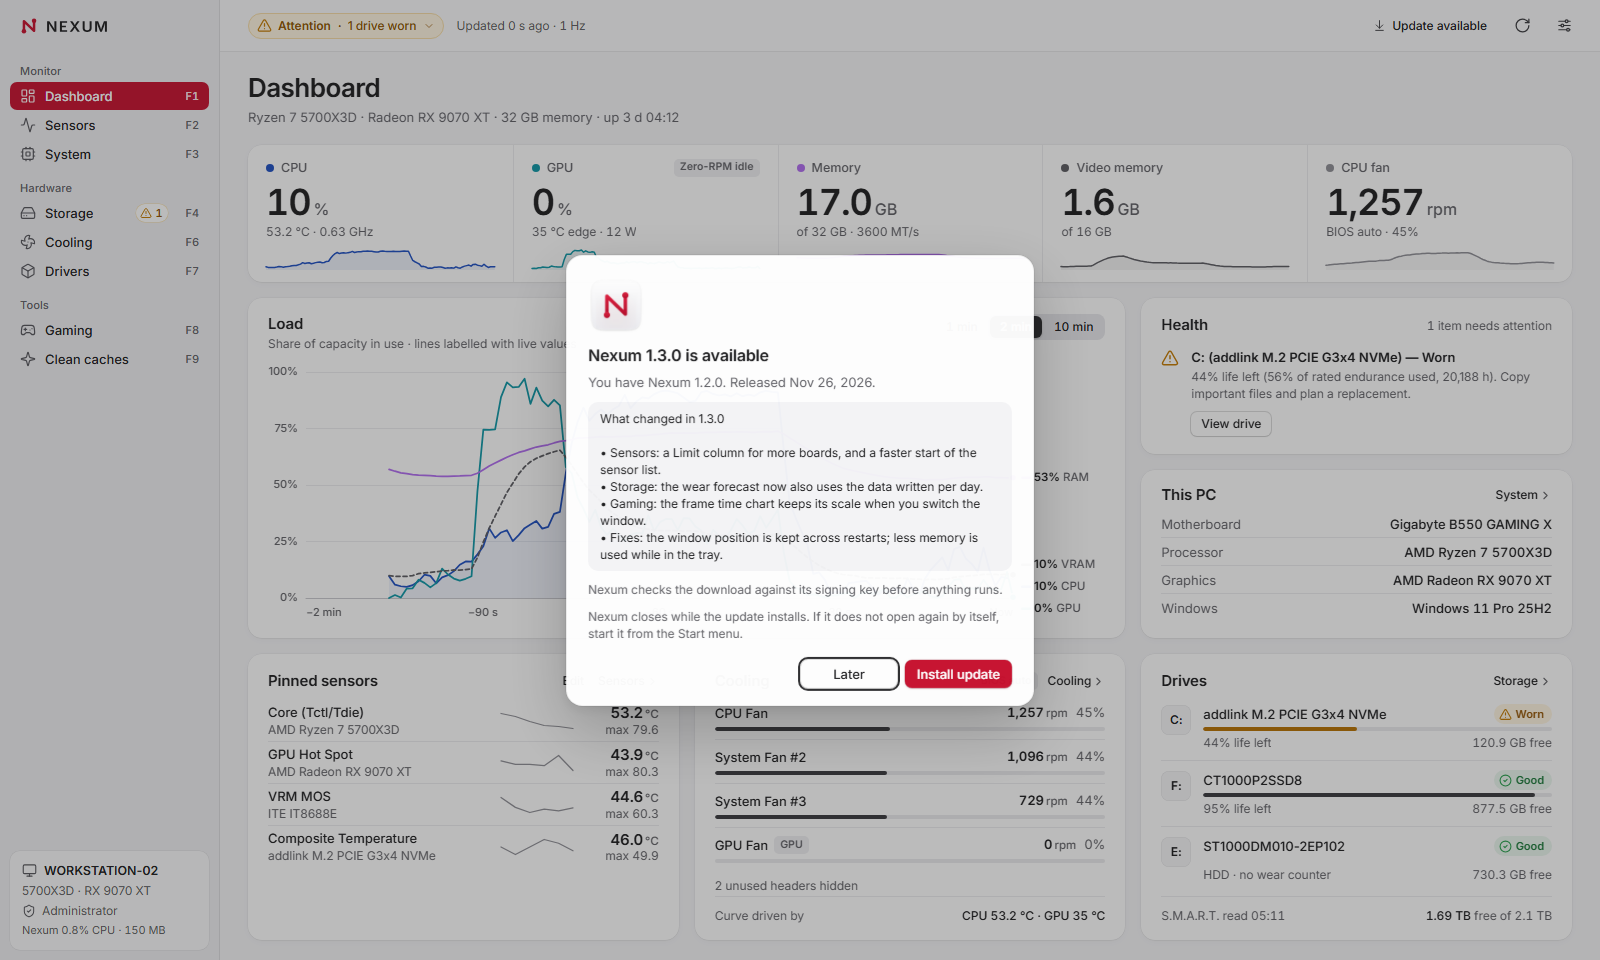 NEXUM
Monitor
Dashboard F1
Sensors F2
System F3
Hardware
Storage 1 F4
Cooling F6
Drivers F7
Tools
Gaming F8
Clean caches F9
WORKSTATION-02
5700X3D · RX 9070 XT
Administrator
Nexum 0.8% CPU · 150 MB
Attention · 1 drive worn
Updated 0 s ago · 1 Hz
Update available
Dashboard
Ryzen 7 5700X3D · Radeon RX 9070 XT · 32 GB memory · up 3 d 04:12
CPU
10 %
53.2 °C · 0.63 GHz
GPU Zero-RPM idle
0 %
35 °C edge · 12 W
Memory
17.0 GB
of 32 GB · 3600 MT/s
Video memory
1.6 GB
of 16 GB
CPU fan
1,257 rpm
BIOS auto · 45%
Load
10 min
Share of capacity in use · lines labelled with live value
100%
75%
50%
25%
0%
−2 min
−90 s
53% RAM
10% VRAM
10% CPU
0% GPU
Nexum 1.3.0 is available
You have Nexum 1.2.0. Released Nov 26, 2026.
What changed in 1.3.0
• Sensors: a Limit column for more boards, and a faster start of the
sensor list.
• Storage: the wear forecast now also uses the data written per day.
• Gaming: the frame time chart keeps its scale when you switch the
window.
• Fixes: the window position is kept across restarts; less memory is
used while in the tray.
Nexum checks the download against its signing key before anything runs.
Nexum closes while the update installs. If it does not open again by itself,
start it from the Start menu.
Later
Install update
Health
1 item needs attention
C: (addlink M.2 PCIE G3x4 NVMe) — Worn
44% life left (56% of rated endurance used, 20,188 h). Copy
important files and plan a replacement.
View drive
This PC
System
Motherboard Gigabyte B550 GAMING X
Processor AMD Ryzen 7 5700X3D
Graphics AMD Radeon RX 9070 XT
Windows Windows 11 Pro 25H2
Pinned sensors
Core (Tctl/Tdie) 53.2 °C
AMD Ryzen 7 5700X3D max 79.6
GPU Hot Spot 43.9 °C
AMD Radeon RX 9070 XT max 80.3
VRM MOS 44.6 °C
ITE IT8688E max 60.3
Composite Temperature 46.0 °C
addlink M.2 PCIE G3x4 NVMe max 49.9
Cooling
Cooling
CPU Fan 1,257 rpm 45%
System Fan #2 1,096 rpm 44%
System Fan #3 729 rpm 44%
GPU Fan GPU 0 rpm 0%
2 unused headers hidden
Curve driven by CPU 53.2 °C · GPU 35 °C
Drives
Storage
C: addlink M.2 PCIE G3x4 NVMe Worn
44% life left 120.9 GB free
F: CT1000P2SSD8 Good
95% life left 877.5 GB free
E: ST1000DM010-2EP102 Good
HDD · no wear counter 730.3 GB free
S.M.A.R.T. read 05:11 1.69 TB free of 2.1 TB